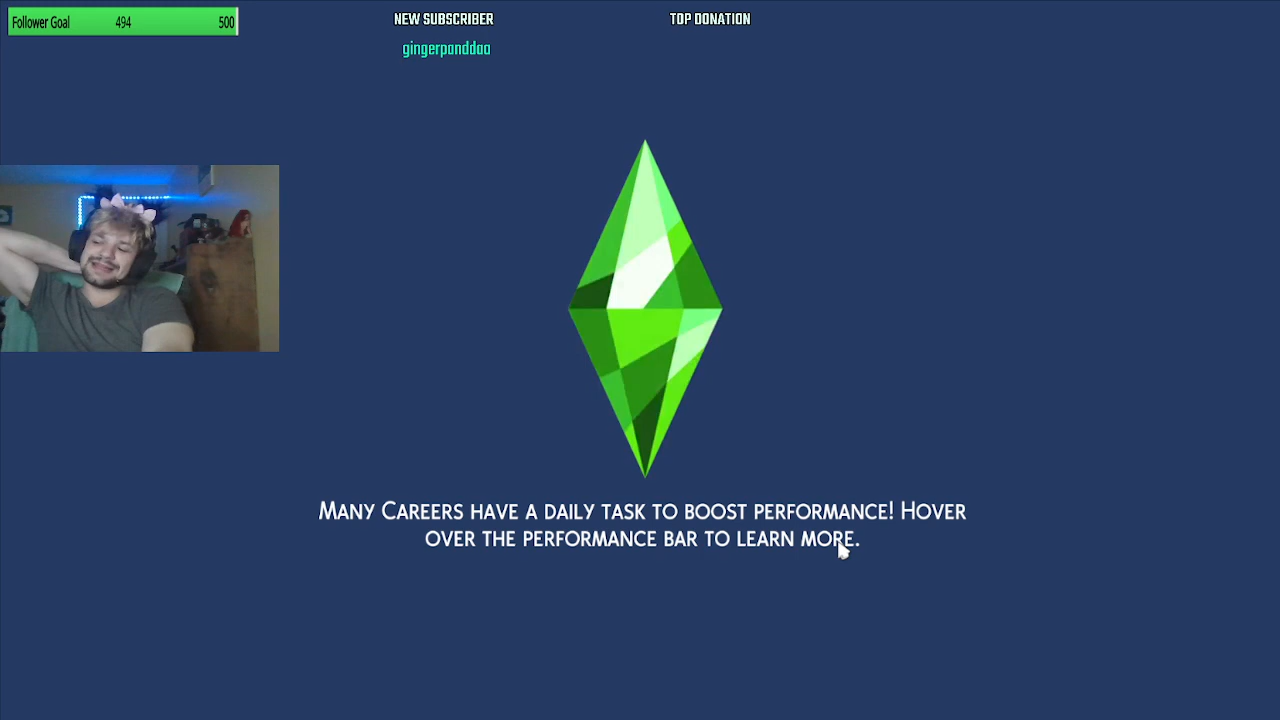 Follower Goal 494 500
NEW SUBSCRIBER
TOP DONATION
gingerponddoo
MANY CAREERS HAVE A DAILY TASK TO BOOST PERFORMANCE! HOVER
OVER THE PERFORMANCE BAR TO LEARN MORE.